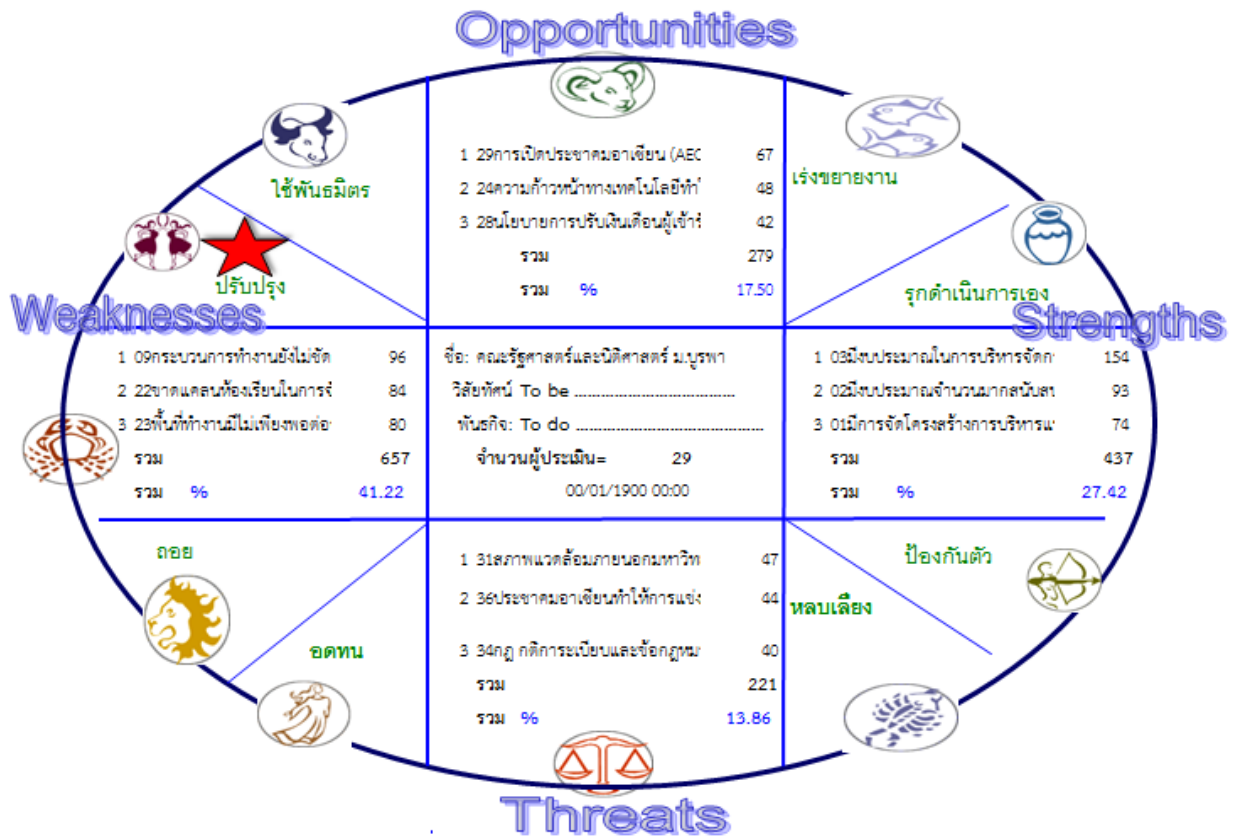 Opportunities
1 29การเปิดประชาคมอาเซียน (AEC 67
2 24ความก้าวหน้าทางเทคโนโลยีทำ 48
3 28นโยบายการปรับเงินเดือนผู้เข้า 42
รวม 279
รวม % 17.50
ใช้พันธมิตร
ปรับปรุง
เร่งขยายงาน
รุกดำเนินการเอง
Weaknesses
Strengths
1 09กระบวนการทำงานยังไม่ชัด 96
2 22ขาดแคลนห้องเรียนในการจั 84
3 23พื้นที่ทำงานมีไม่เพียงพอต่อ 80
รวม 657
รวม % 41.22
ชื่อ: คณะรัฐศาสตร์และนิติศาสตร์ ม.บูรพา
วิสัยทัศน์ To be ........................................
พันธกิจ: To do ...............................................
จำนวนผู้ประเมิน= 29
00/01/1900 00:00
1 03มีงบประมาณในการบริหารจัดก 154
2 02มีงบประมาณจำนวนมากสนับสน 93
3 01มีการจัดโครงสร้างการบริหารแ 74
รวม 437
รวม % 27.42
ถอย
อดทน
1 31สภาพแวดล้อมภายนอกมหาวิท 47
2 36ประชาคมอาเซียนทำให้การแข่ง 44
3 34กฎ กติการะเบียบและข้อกฎหม 40
รวม 221
รวม % 13.86
ป้องกันตัว
หลบเลี่ยง
Threats